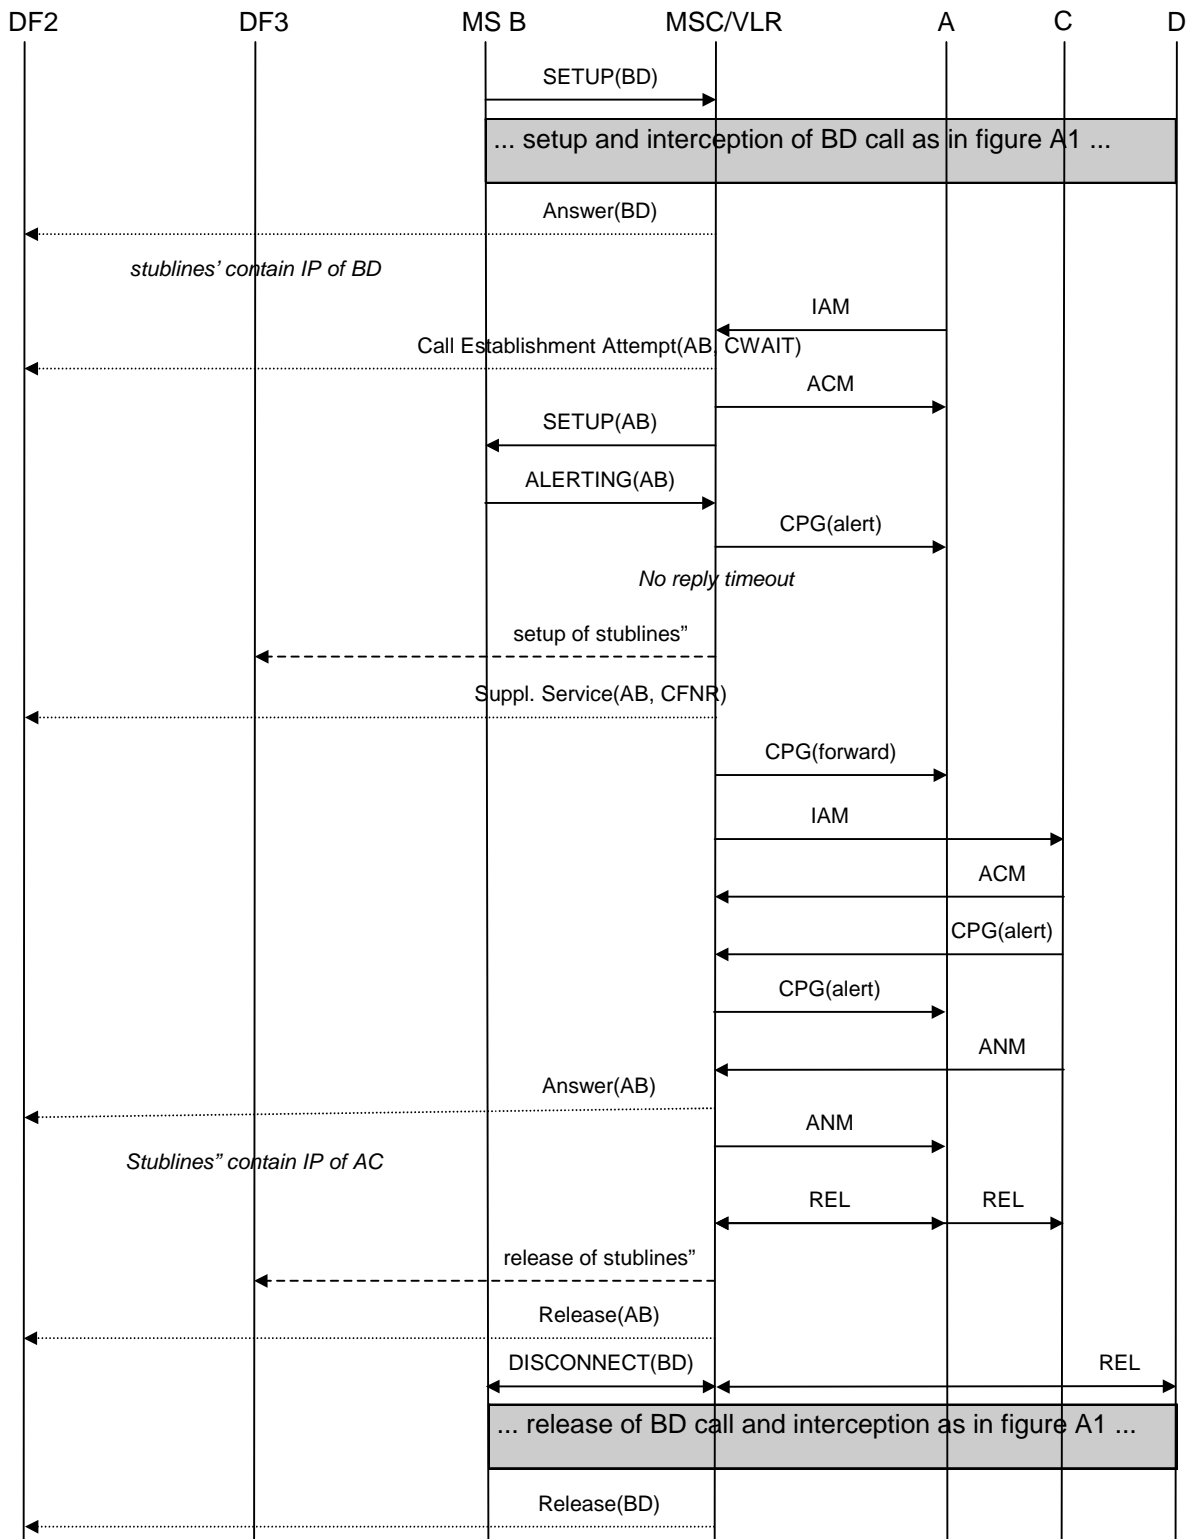 DF2 DF3 MS B MSC/VLR A C D
SETUP(BD)
... setup and interception of BD call as in figure A1 ...
Answer(BD)
stublines’ contain IP of BD
IAM
Call Establishment Attempt(AB, CWAIT)
ACM
SETUP(AB)
ALERTING(AB)
CPG(alert)
No reply timeout
setup of stublines”
Suppl. Service(AB, CFNR)
CPG(forward)
IAM
ACM
CPG(alert)
CPG(alert)
ANM
Answer(AB)
ANM
Stublines” contain IP of AC
REL REL
release of stublines”
Release(AB)
DISCONNECT(BD) REL
... release of BD call and interception as in figure A1 ...
Release(BD)